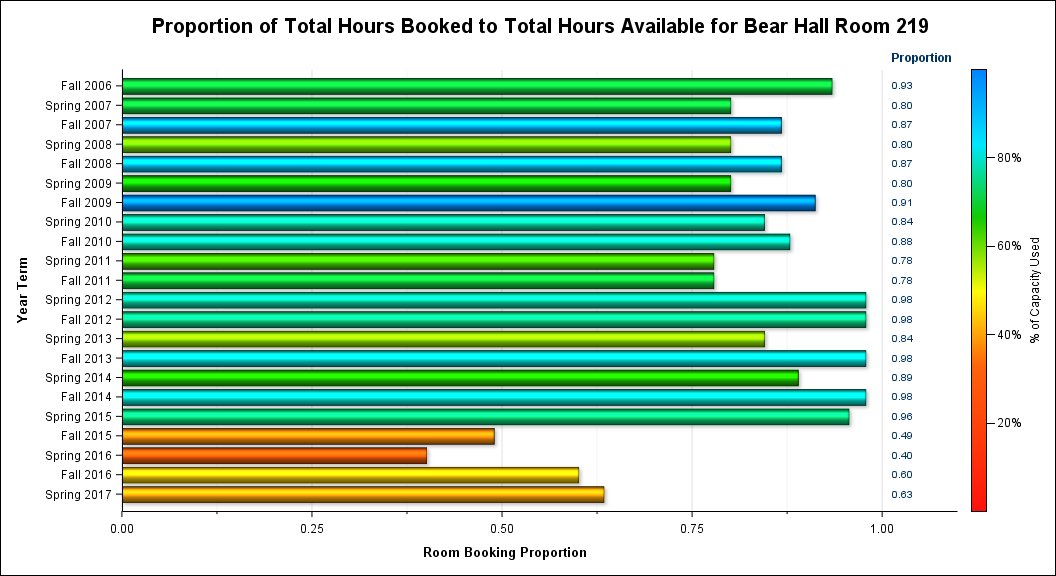 Proportion of Total Hours Booked to Total Hours Available for Bear Hall Room 219
Proportion
Fall 2006 0.93
Spring 2007 0.80
Fall 2007 0.87
Spring 2008 0.80
Fall 2008 0.87
Spring 2009 0.80
Fall 2009 0.91
Spring 2010 0.84
Fall 2010 0.88
Spring 2011 0.78
Fall 2011 0.78
Spring 2012 0.98
Fall 2012 0.98
Spring 2013 0.84
Fall 2013 0.98
Spring 2014 0.89
Fall 2014 0.98
Spring 2015 0.96
Fall 2015 0.49
Spring 2016 0.40
Fall 2016 0.60
Spring 2017 0.63
Year Term
0.00 0.25 0.50 0.75 1.00
Room Booking Proportion
80%
60%
40%
20%
% of Capacity Used